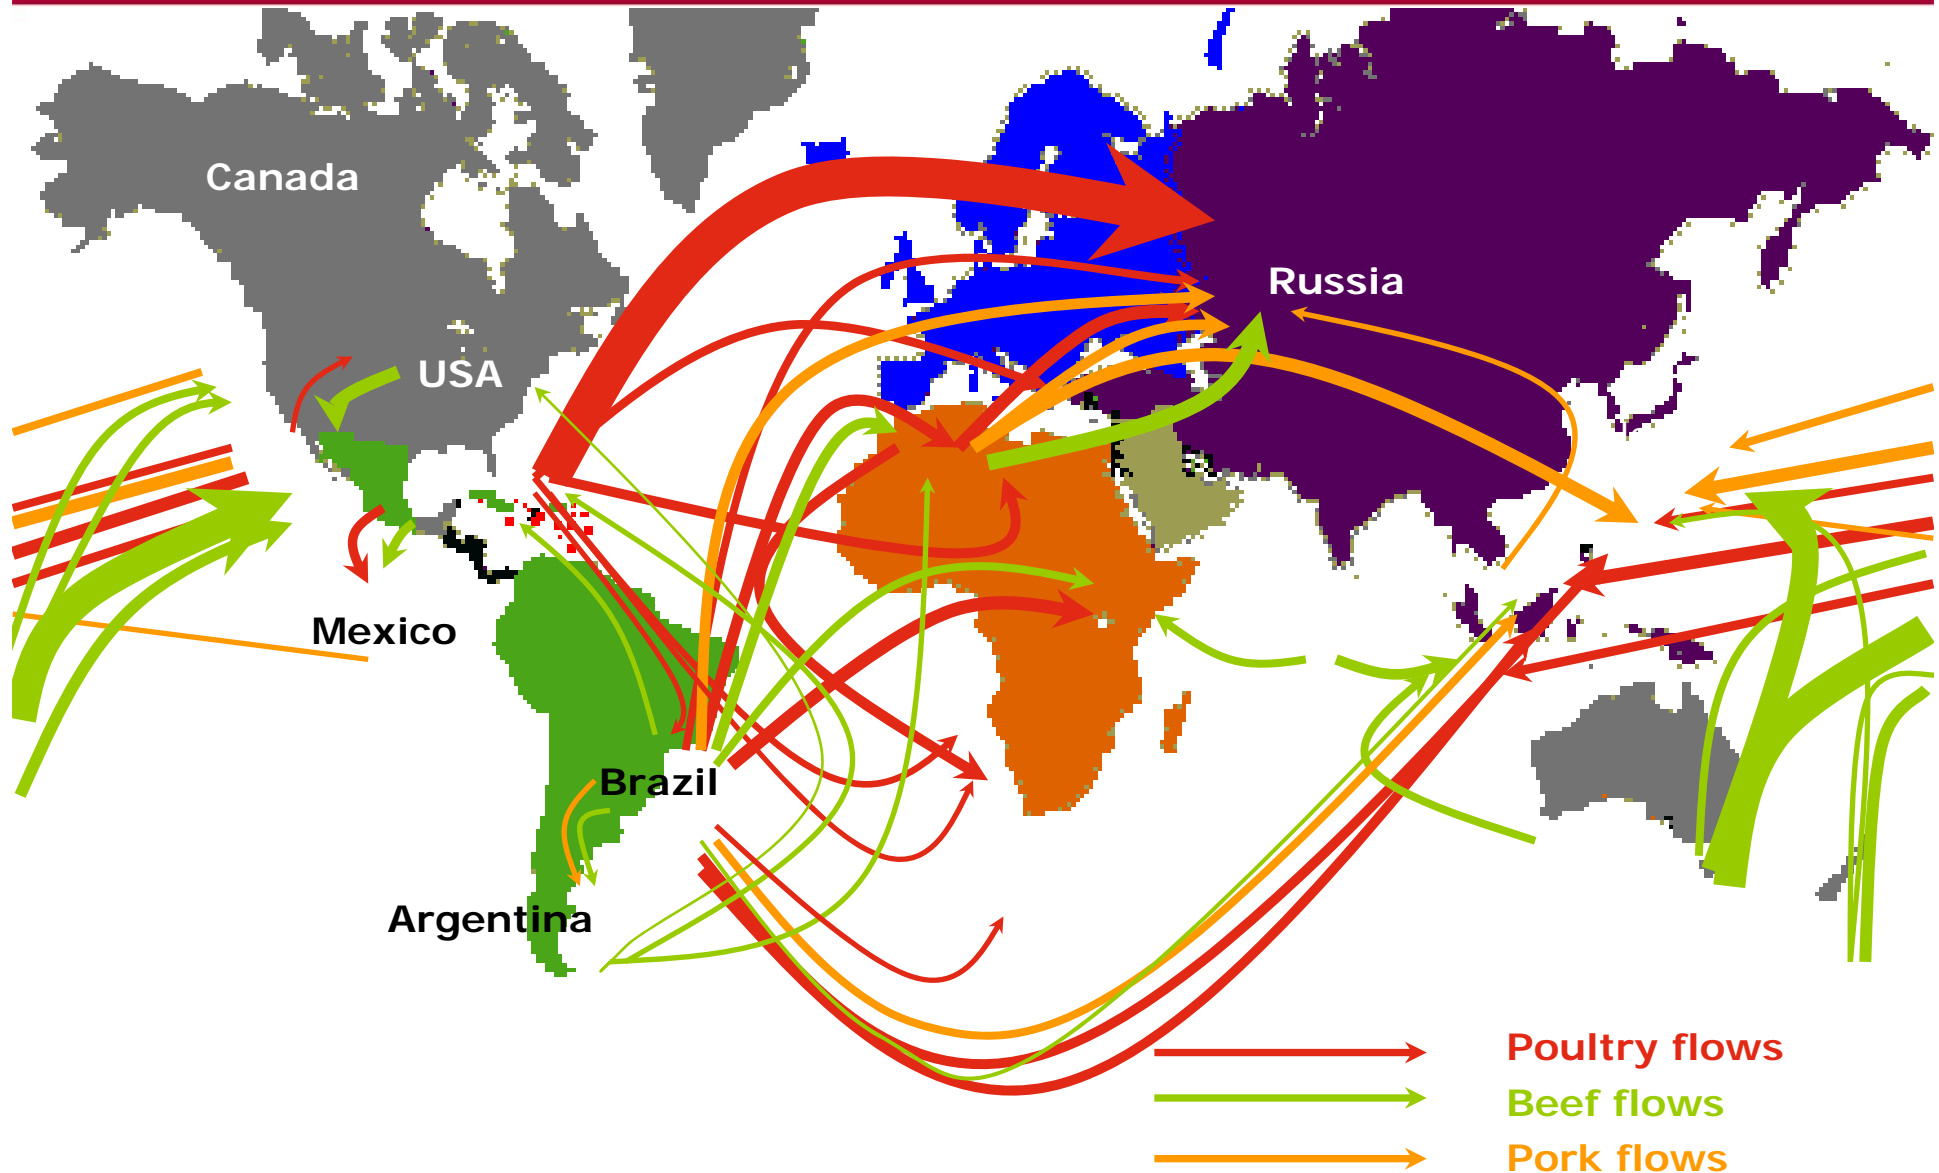 Canada
Russia
USA
Mexico
Brazil
Argentina
Poultry flows
Beef flows
Pork flows